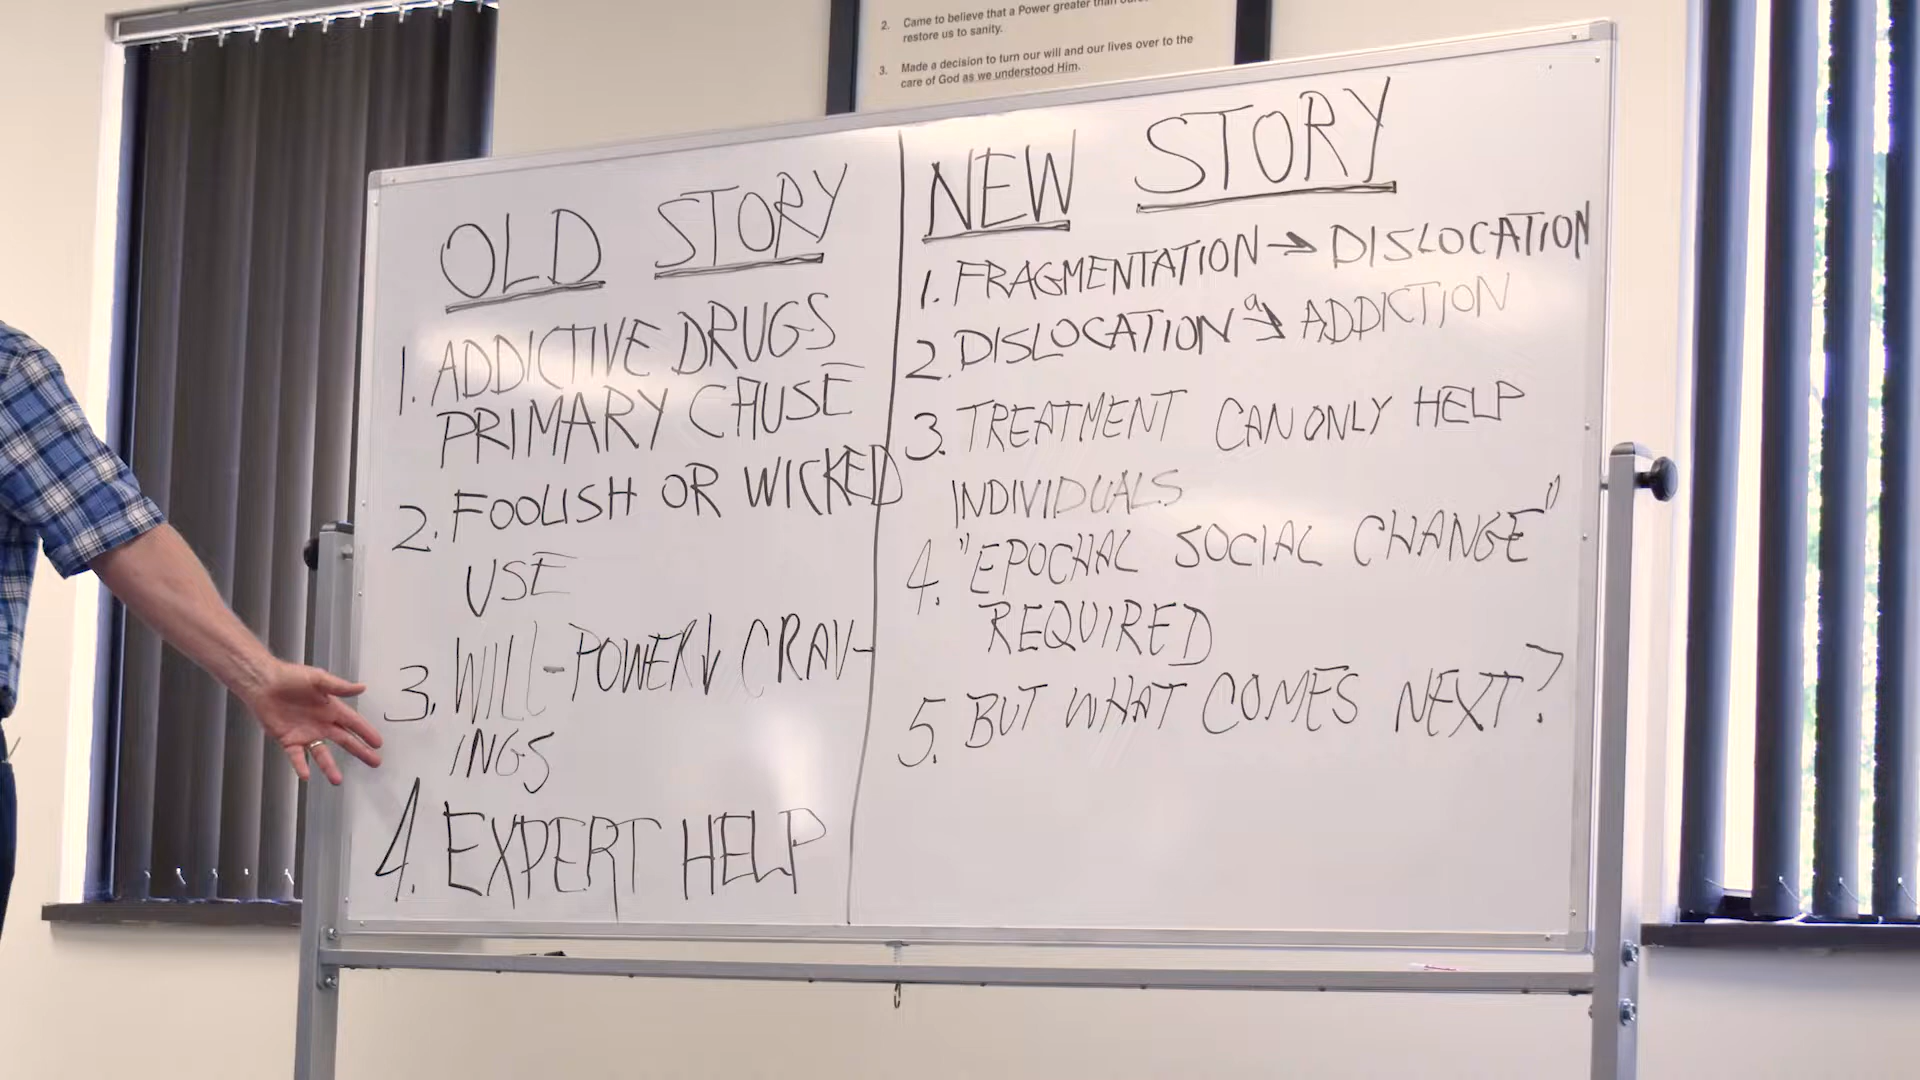 2. Came to believe that a Power greater than
restore us to sanity.
3. Made a decision to turn our will and our lives over to the
care of God as we understood Him.
OLD STORY
1. ADDICTIVE DRUGS
PRIMARY CAUSE
2. FOOLISH OR WICKED
USE
3. WILL-POWER↓ CRAV-
INGS
4. EXPERT HELP
NEW STORY
1. FRAGMENTATION → DISLOCATION
2. DISLOCATION → ADDICTION
3. TREATMENT CAN ONLY HELP
INDIVIDUALS
4. "EPOCHAL SOCIAL CHANGE"
REQUIRED
5. BUT WHAT COMES NEXT?